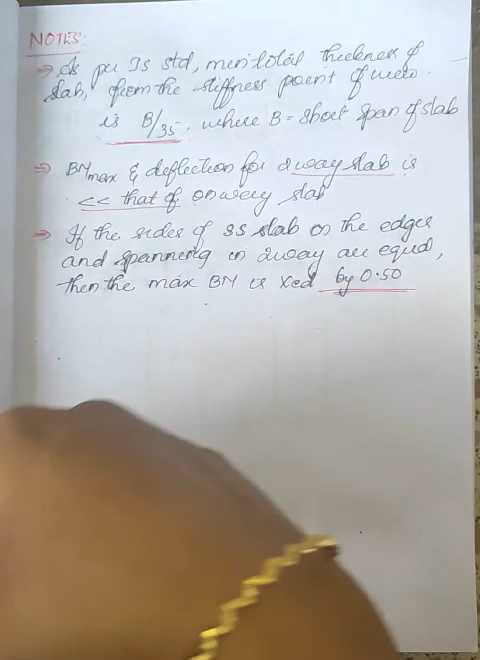 NOTES:
⇒ As per Is std, min total thickness of
slab, from the stiffness point of view
is B/35, where B = short span of slab
⇒ BMmax & deflection for 2way slab is
<< that of oneway slab
⇒ If the sides of SS slab on the edges
and spanning in 2way are equal,
then the max BM is xed by 0.50